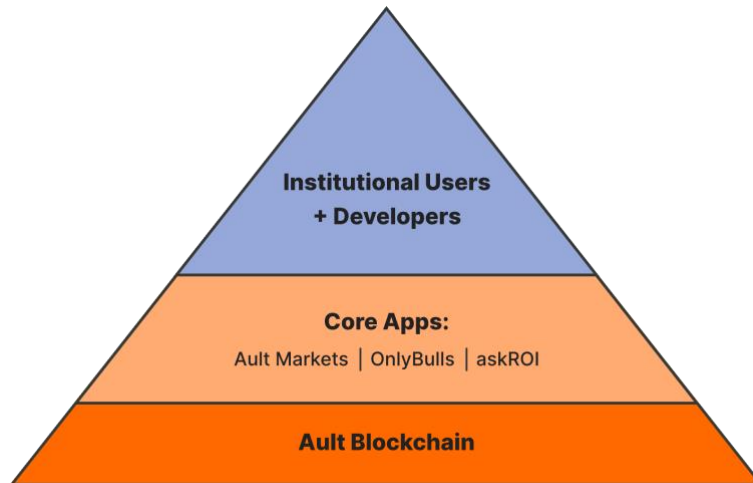 Institutional Users
+ Developers
Core Apps:
Ault Markets | OnlyBulls | askROI
Ault Blockchain